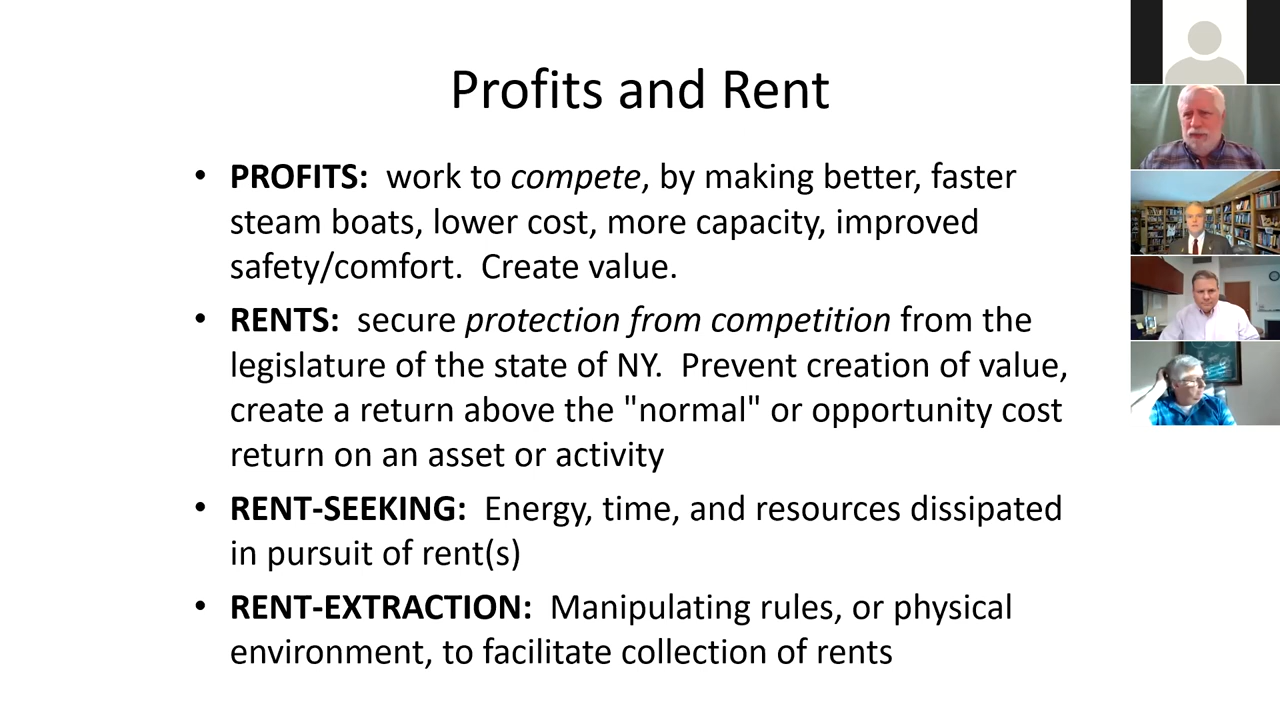 Profits and Rent
• PROFITS: work to compete, by making better, faster
steam boats, lower cost, more capacity, improved
safety/comfort. Create value.
• RENTS: secure protection from competition from the
legislature of the state of NY. Prevent creation of value,
create a return above the "normal" or opportunity cost
return on an asset or activity
• RENT-SEEKING: Energy, time, and resources dissipated
in pursuit of rent(s)
• RENT-EXTRACTION: Manipulating rules, or physical
environment, to facilitate collection of rents